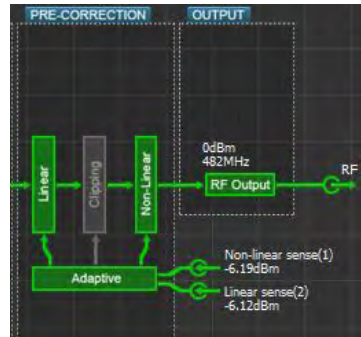 PRE-CORRECTION
OUTPUT
0dBm
482MHz
RF
Linear
Clipping
Non-Linear
RF Output
Adaptive
Non-linear sense(1)
-6.19dBm
Linear sense(2)
-6.12dBm